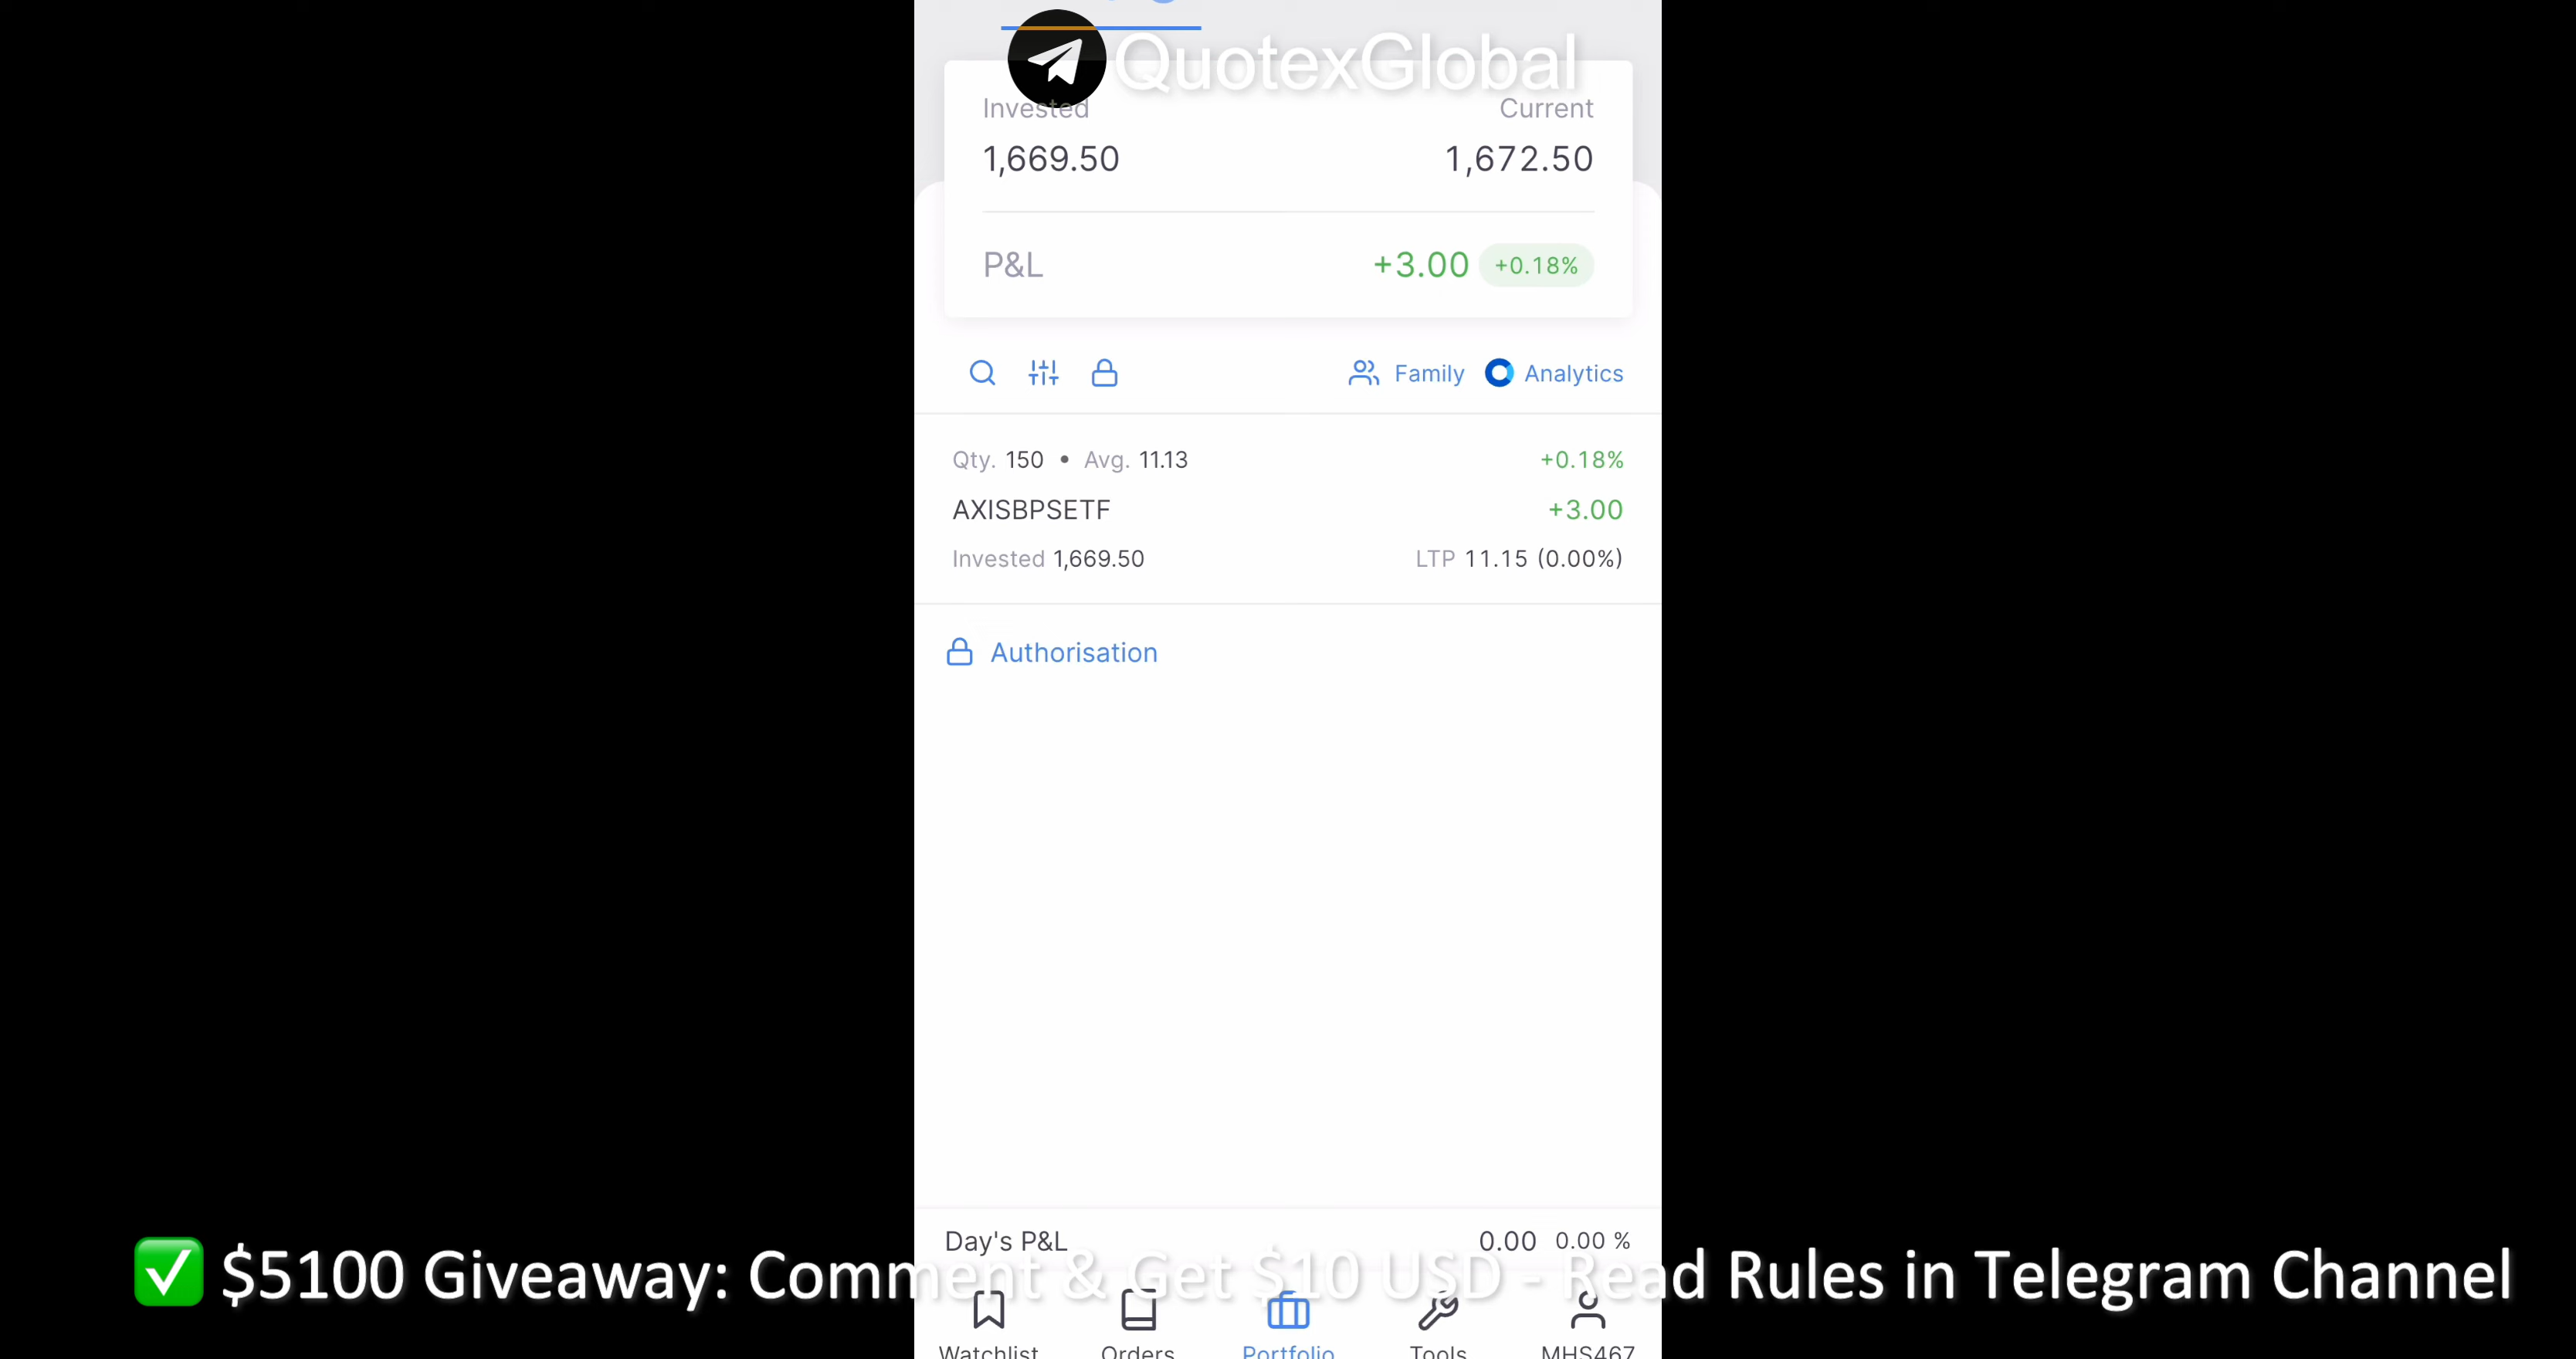 QuotexGlobal
Invested Current
1,669.50 1,672.50
P&L +3.00 +0.18%
Family Analytics
Qty. 150 • Avg. 11.13 +0.18%
AXISBPSETF +3.00
Invested 1,669.50 LTP 11.15 (0.00%)
Authorisation
Day's P&L 0.00 0.00 %
✅ $5100 Giveaway: Comment & Get $10 USD - Read Rules in Telegram Channel
Watchlist Orders Portfolio Tools MHS467